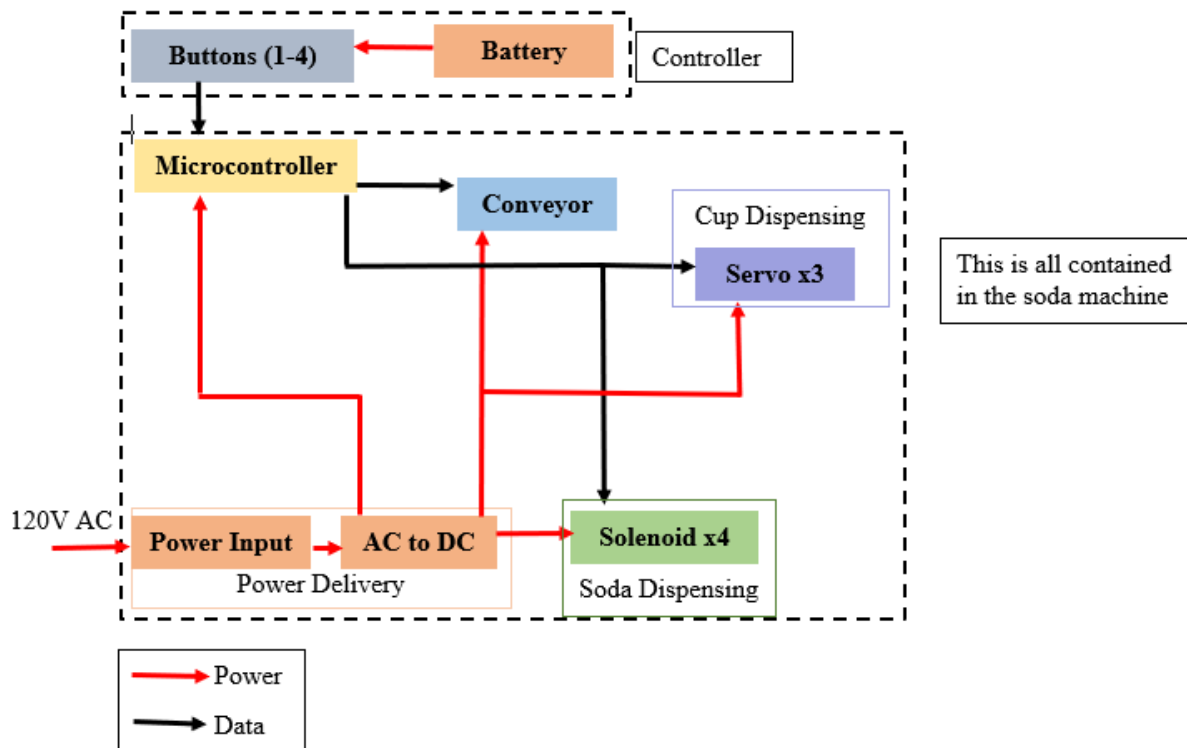 Buttons (1-4)
Battery
Controller
Microcontroller
Conveyor
Cup Dispensing
Servo x3
This is all contained
in the soda machine
120V AC
Power Input
AC to DC
Power Delivery
Solenoid x4
Soda Dispensing
Power
Data